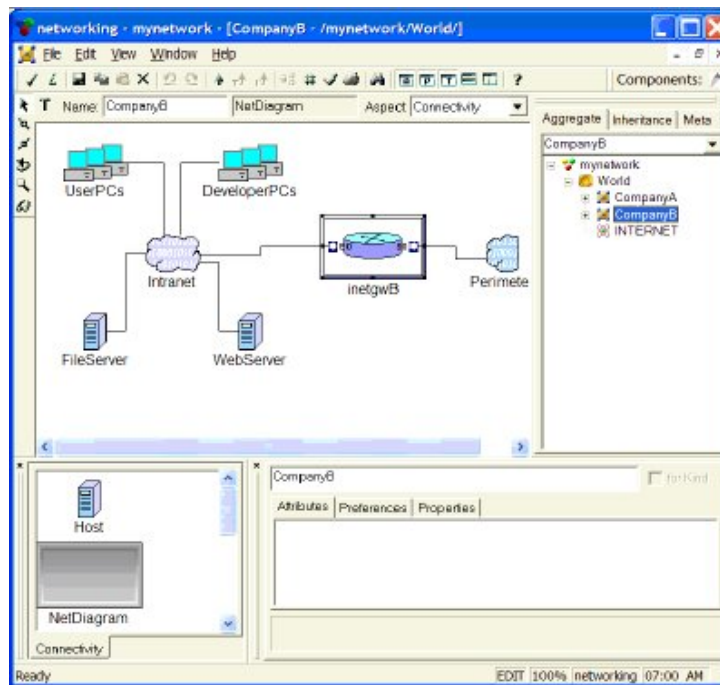 networking - mynetwork - [CompanyB - /mynetwork/World/]
File Edit View Window Help
Components:
Name: CompanyB NetDiagram Aspect Connectivity
Aggregate Inheritance Meta
CompanyB
mynetwork
World
CompanyA
CompanyB
INTERNET
UserPCs
DeveloperPCs
Intranet
inetgwB
Perimete
FileServer
WebServer
Host
NetDiagram
Connectivity
CompanyB
for Kind
Attributes Preferences Properties
Ready
EDIT 100% networking 07:00 AM